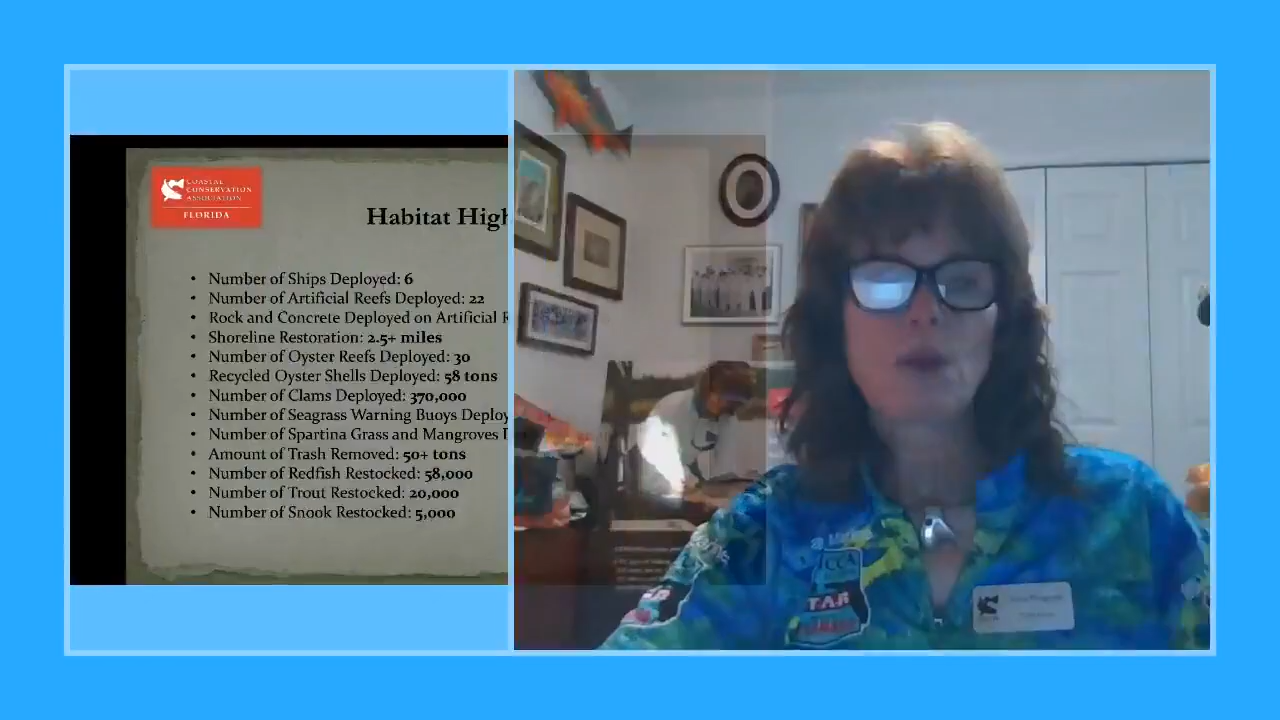 COASTAL
CONSERVATION
ASSOCIATION
FLORIDA
Habitat High
• Number of Ships Deployed: 6
• Number of Artificial Reefs Deployed: 22
• Rock and Concrete Deployed on Artificial R
• Shoreline Restoration: 2.5+ miles
• Number of Oyster Reefs Deployed: 30
• Recycled Oyster Shells Deployed: 58 tons
• Number of Clams Deployed: 370,000
• Number of Seagrass Warning Buoys Deploy
• Number of Spartina Grass and Mangroves D
• Amount of Trash Removed: 50+ tons
• Number of Redfish Restocked: 58,000
• Number of Trout Restocked: 20,000
• Number of Snook Restocked: 5,000
CCA
STAR